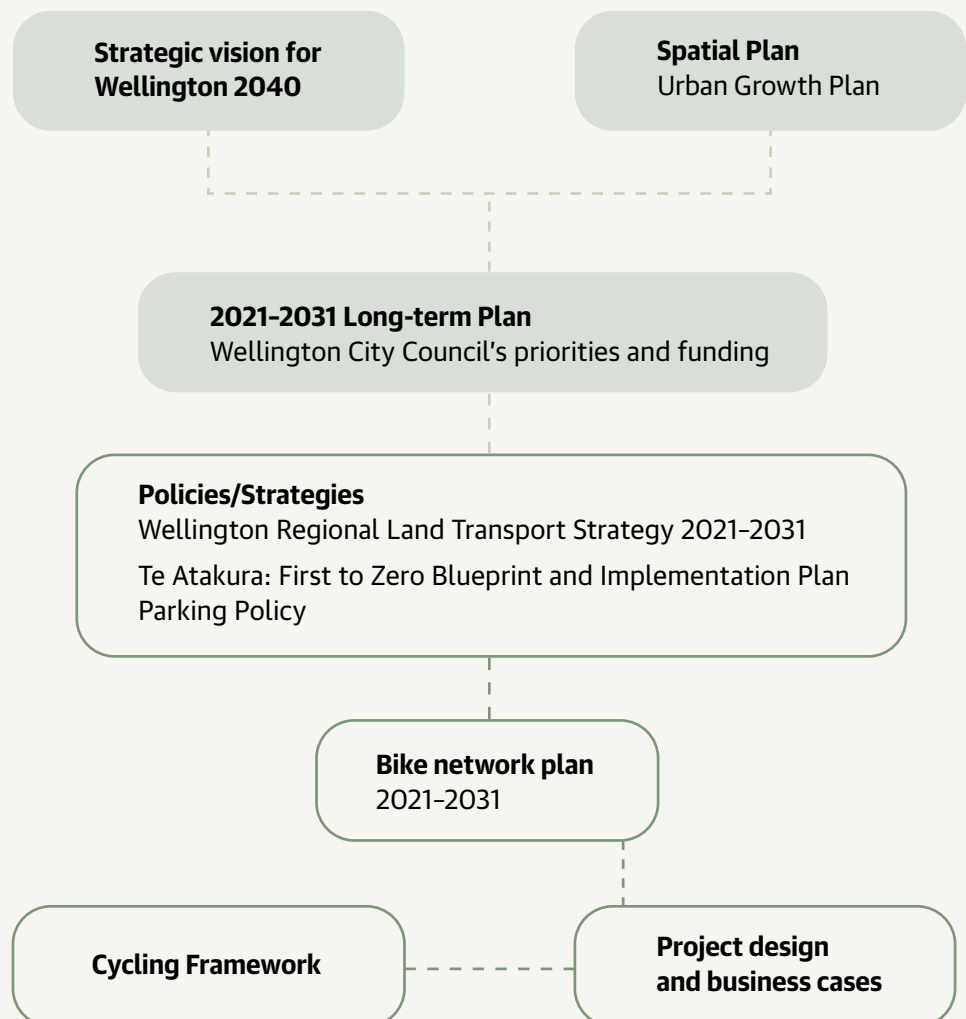 Strategic vision for
Wellington 2040
Spatial Plan
Urban Growth Plan
2021–2031 Long-term Plan
Wellington City Council's priorities and funding
Policies/Strategies
Wellington Regional Land Transport Strategy 2021–2031
Te Atakura: First to Zero Blueprint and Implementation Plan
Parking Policy
Bike network plan
2021–2031
Cycling Framework
Project design
and business cases